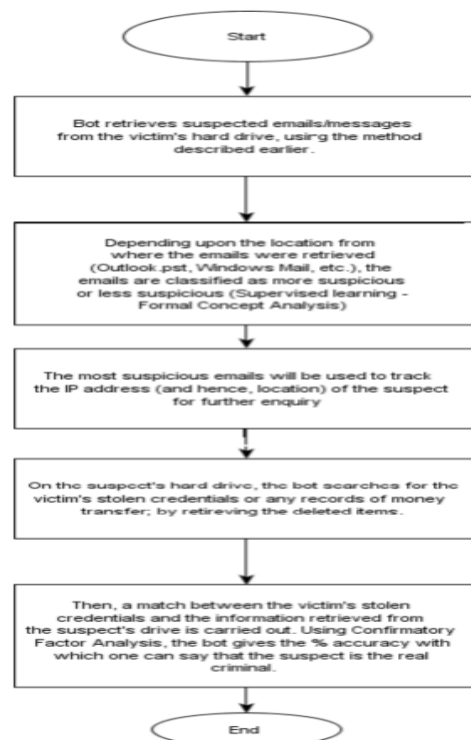 Start
Bot retrieves suspected emails/messages
from the victim's hard drive, using the method
described earlier.
Depending upon the location from
where the emails were retrieved
(Outlook.pst, Windows Mail, etc.), the
emails are classified as more suspicious
or less suspicious (Supervised learning -
Formal Concept Analysis)
The most suspicious emails will be used to track
the IP address (and hence, location) of the suspect
for further enquiry
On the suspect's hard drive, the bot searches for the
victim's stolen credentials or any records of money
transfer; by retireving the deleted items.
Then, a match between the victim's stolen
credentials and the information retrieved from
the suspect's drive is carried out. Using Confirmatory
Factor Analysis, the bot gives the % accuracy with
which one can say that the suspect is the real
criminal.
End